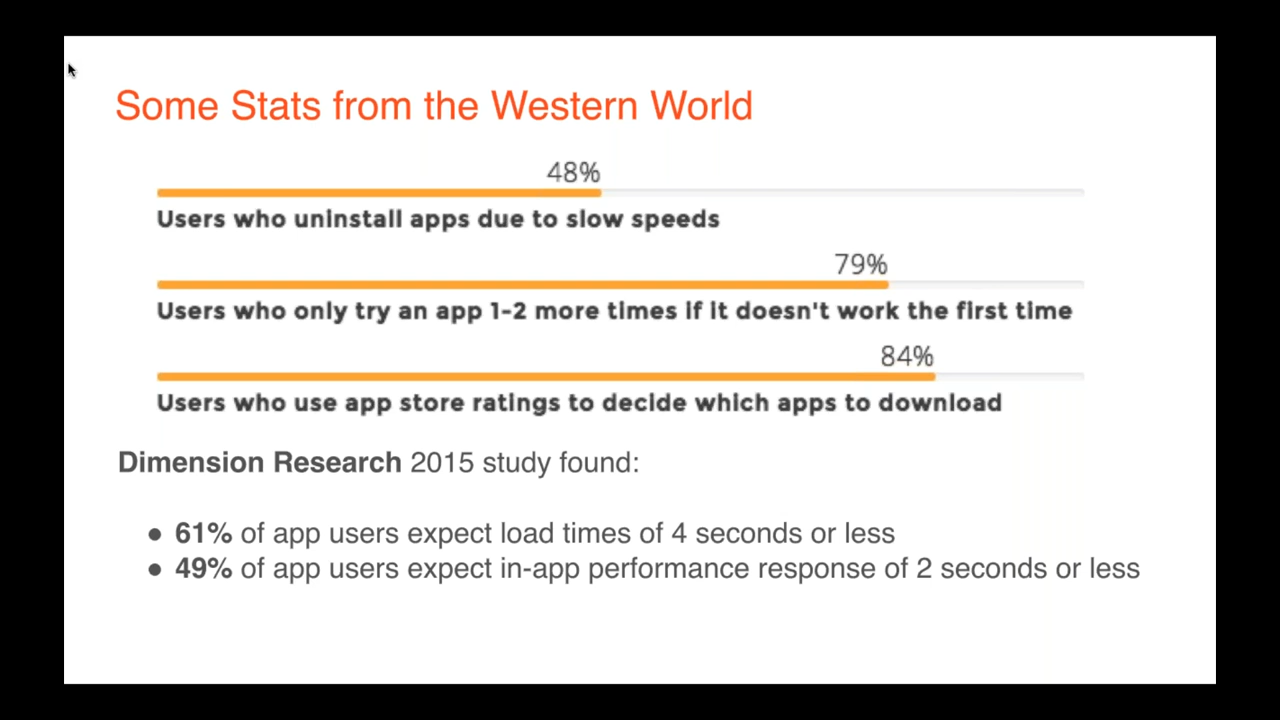 Some Stats from the Western World
48%
Users who uninstall apps due to slow speeds
79%
Users who only try an app 1-2 more times if it doesn't work the first time
84%
Users who use app store ratings to decide which apps to download
Dimension Research 2015 study found:
● 61% of app users expect load times of 4 seconds or less
● 49% of app users expect in-app performance response of 2 seconds or less